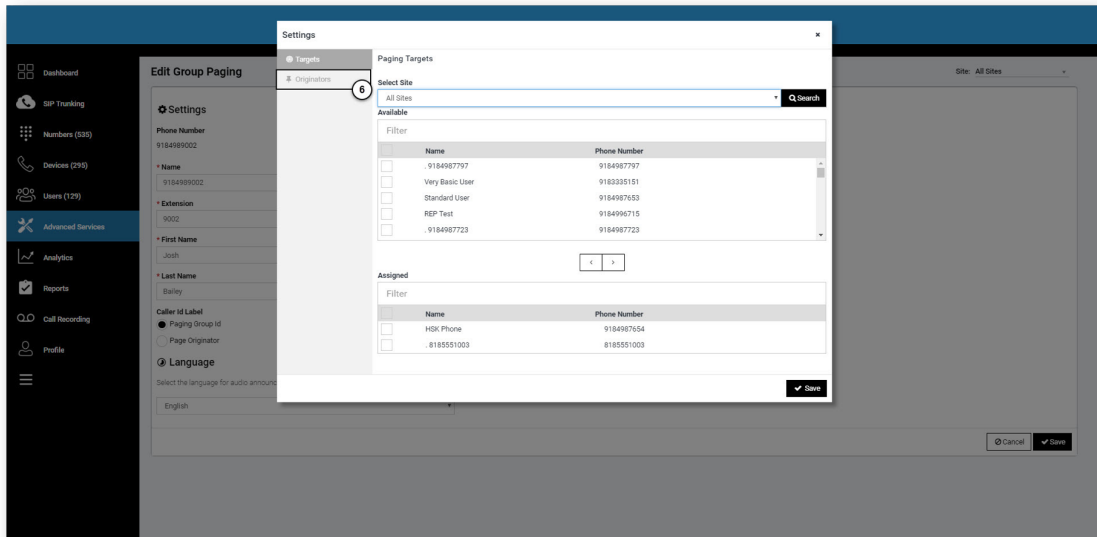 Settings
×
Targets
Originators
6
Paging Targets
Select Site
All Sites
Search
Available
Filter
Name Phone Number
. 9184987797 9184987797
Very Basic User 9183335151
Standard User 9184987653
REP Test 9184996715
. 9184987723 9184987723
< >
Assigned
Filter
Name Phone Number
HSK Phone 9184987654
. 8185551003 8185551003
Save
Dashboard
SIP Trunking
Numbers (535)
Devices (295)
Users (129)
Advanced Services
Analytics
Reports
Call Recording
Profile
Edit Group Paging
Site: All Sites
Settings
Phone Number
9184989002
* Name
9184989002
* Extension
9002
* First Name
Josh
* Last Name
Bailey
Caller Id Label
Paging Group Id
Page Originator
Language
Select the language for audio announc
English
Cancel
Save